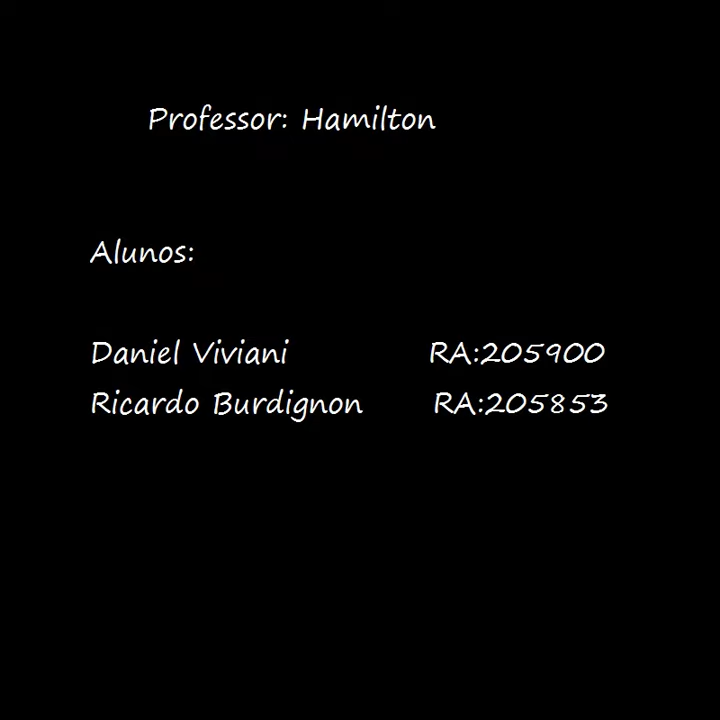 Professor: Hamilton
Alunos:
Daniel Viviani RA:205900
Ricardo Burdignon RA:205853